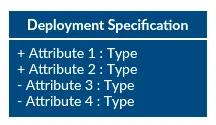 Deployment Specification
+ Attribute 1 : Type
+ Attribute 2 : Type
- Attribute 3 : Type
- Attribute 4 : Type